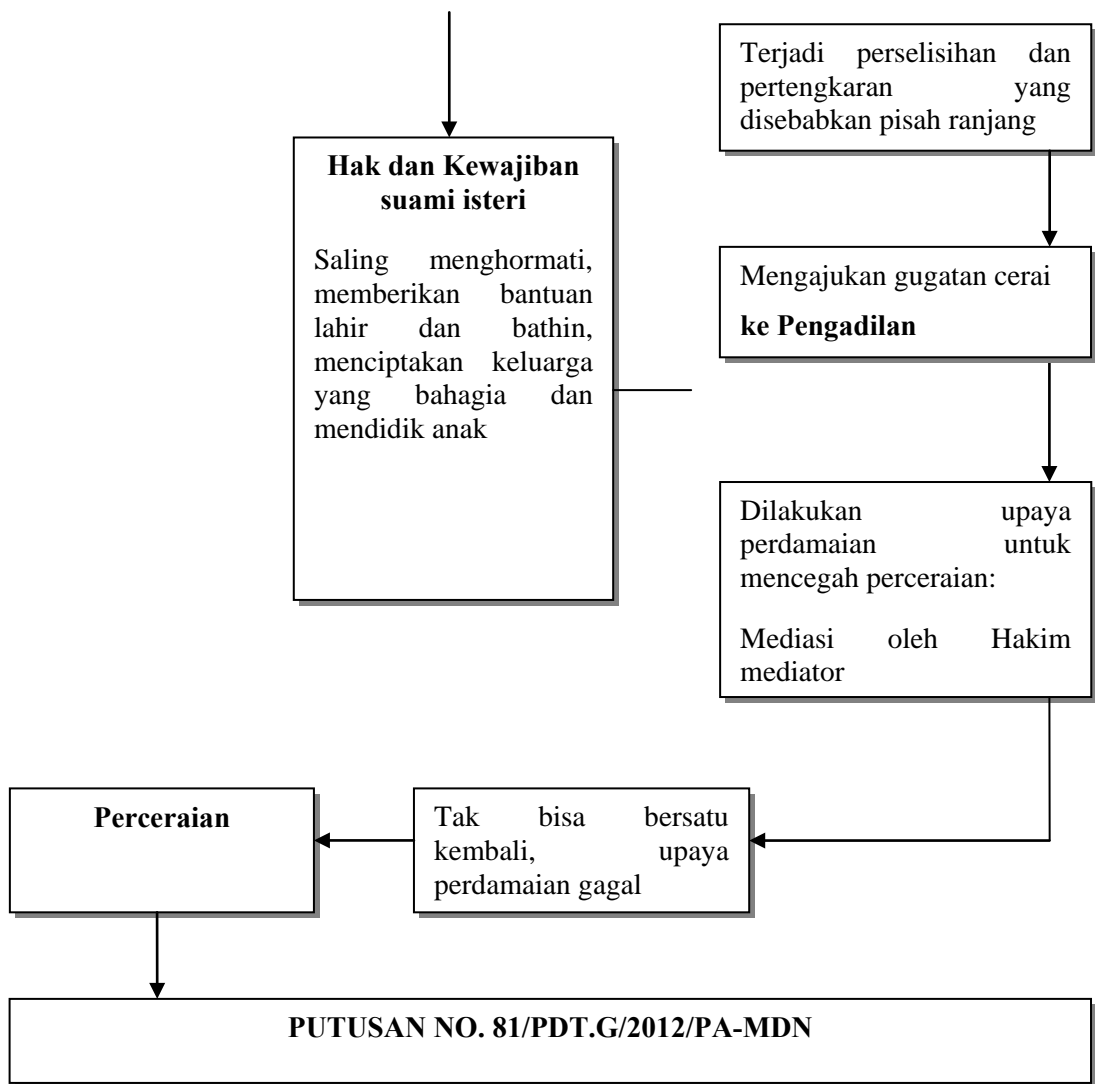 Terjadi perselisihan dan
pertengkaran yang
disebabkan pisah ranjang
Hak dan Kewajiban
suami isteri
Saling menghormati,
memberikan bantuan
lahir dan bathin,
menciptakan keluarga
yang bahagia dan
mendidik anak
Mengajukan gugatan cerai
ke Pengadilan
Dilakukan upaya
perdamaian untuk
mencegah perceraian:
Mediasi oleh Hakim
mediator
Perceraian
Tak bisa bersatu
kembali, upaya
perdamaian gagal
PUTUSAN NO. 81/PDT.G/2012/PA-MDN